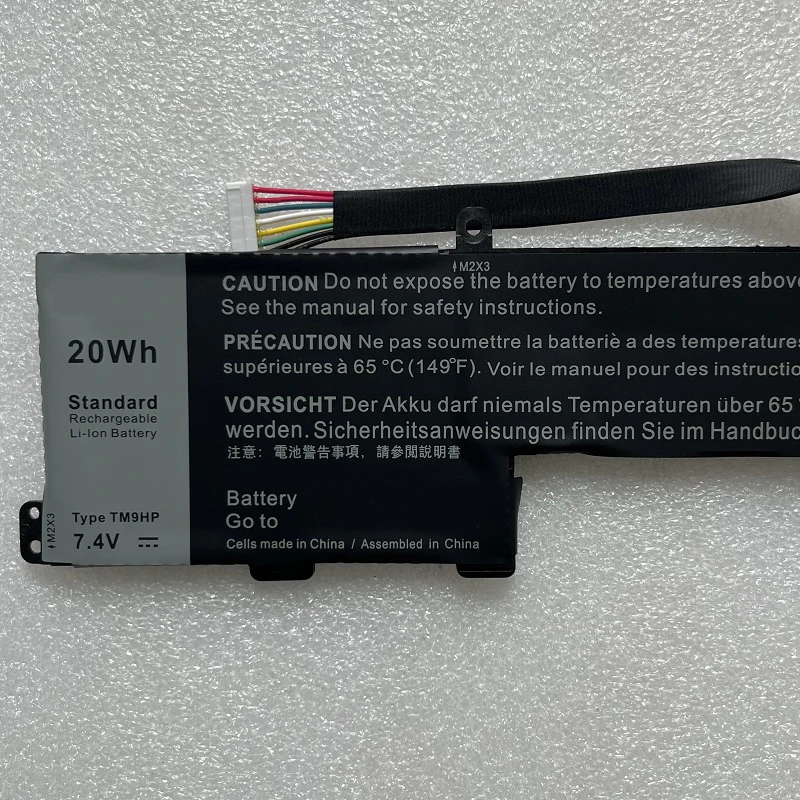 M2X3
CAUTION Do not expose the battery to temperatures above
See the manual for safety instructions.
PRÉCAUTION Ne pas soumettre la batteriè a des temperatures
supérieures à 65 °C (149°F). Voir le manuel pour des instructio
VORSICHT Der Akku darf niemals Temperaturen über 65 °
werden. Sicherheitsanweisungen finden Sie im Handbuc
注意: 電池警告事項, 請參閱說明書
Battery
Go to
Cells made in China / Assembled in China
20Wh
Standard
Rechargeable
Li-Ion Battery
Type TM9HP
7.4V
M2X3